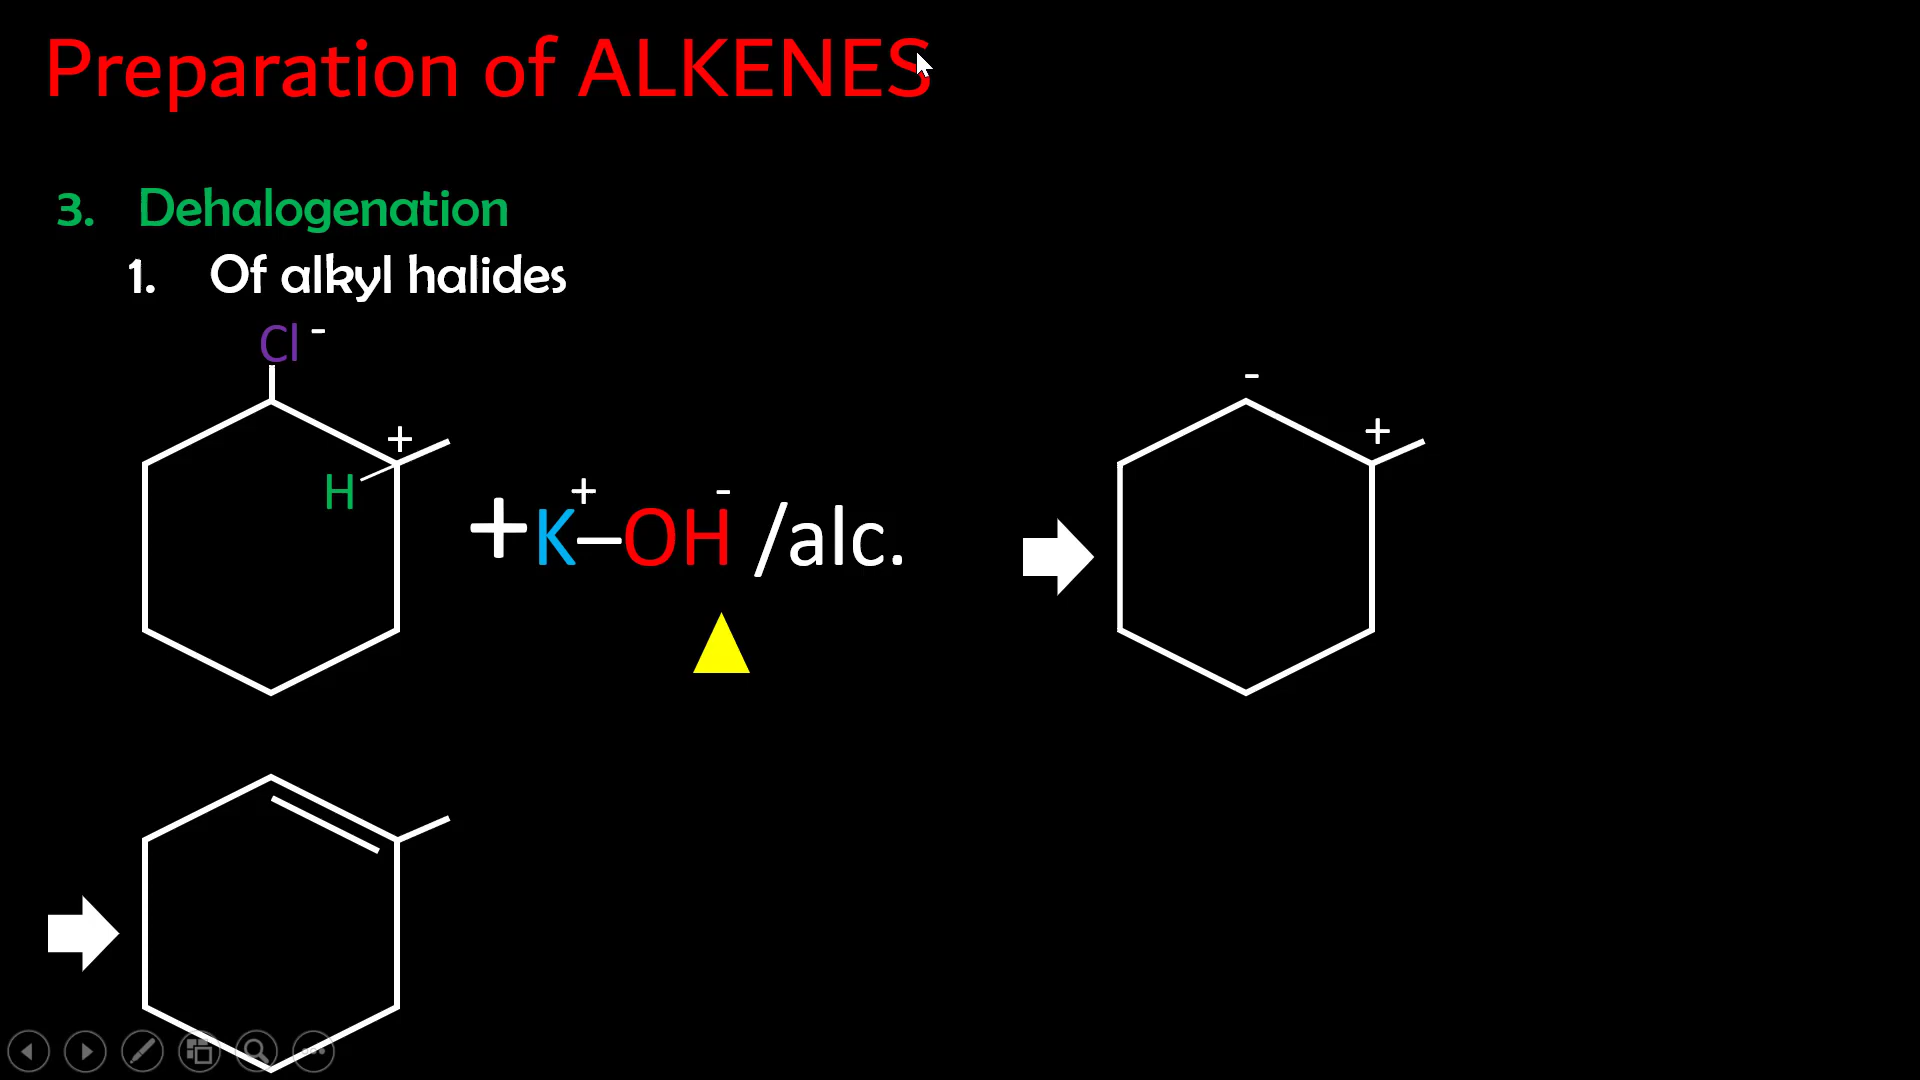 Preparation of ALKENES
3. Dehalogenation
1. Of alkyl halides
Cl -
+
H
+ K+–OH- /alc.
-
+